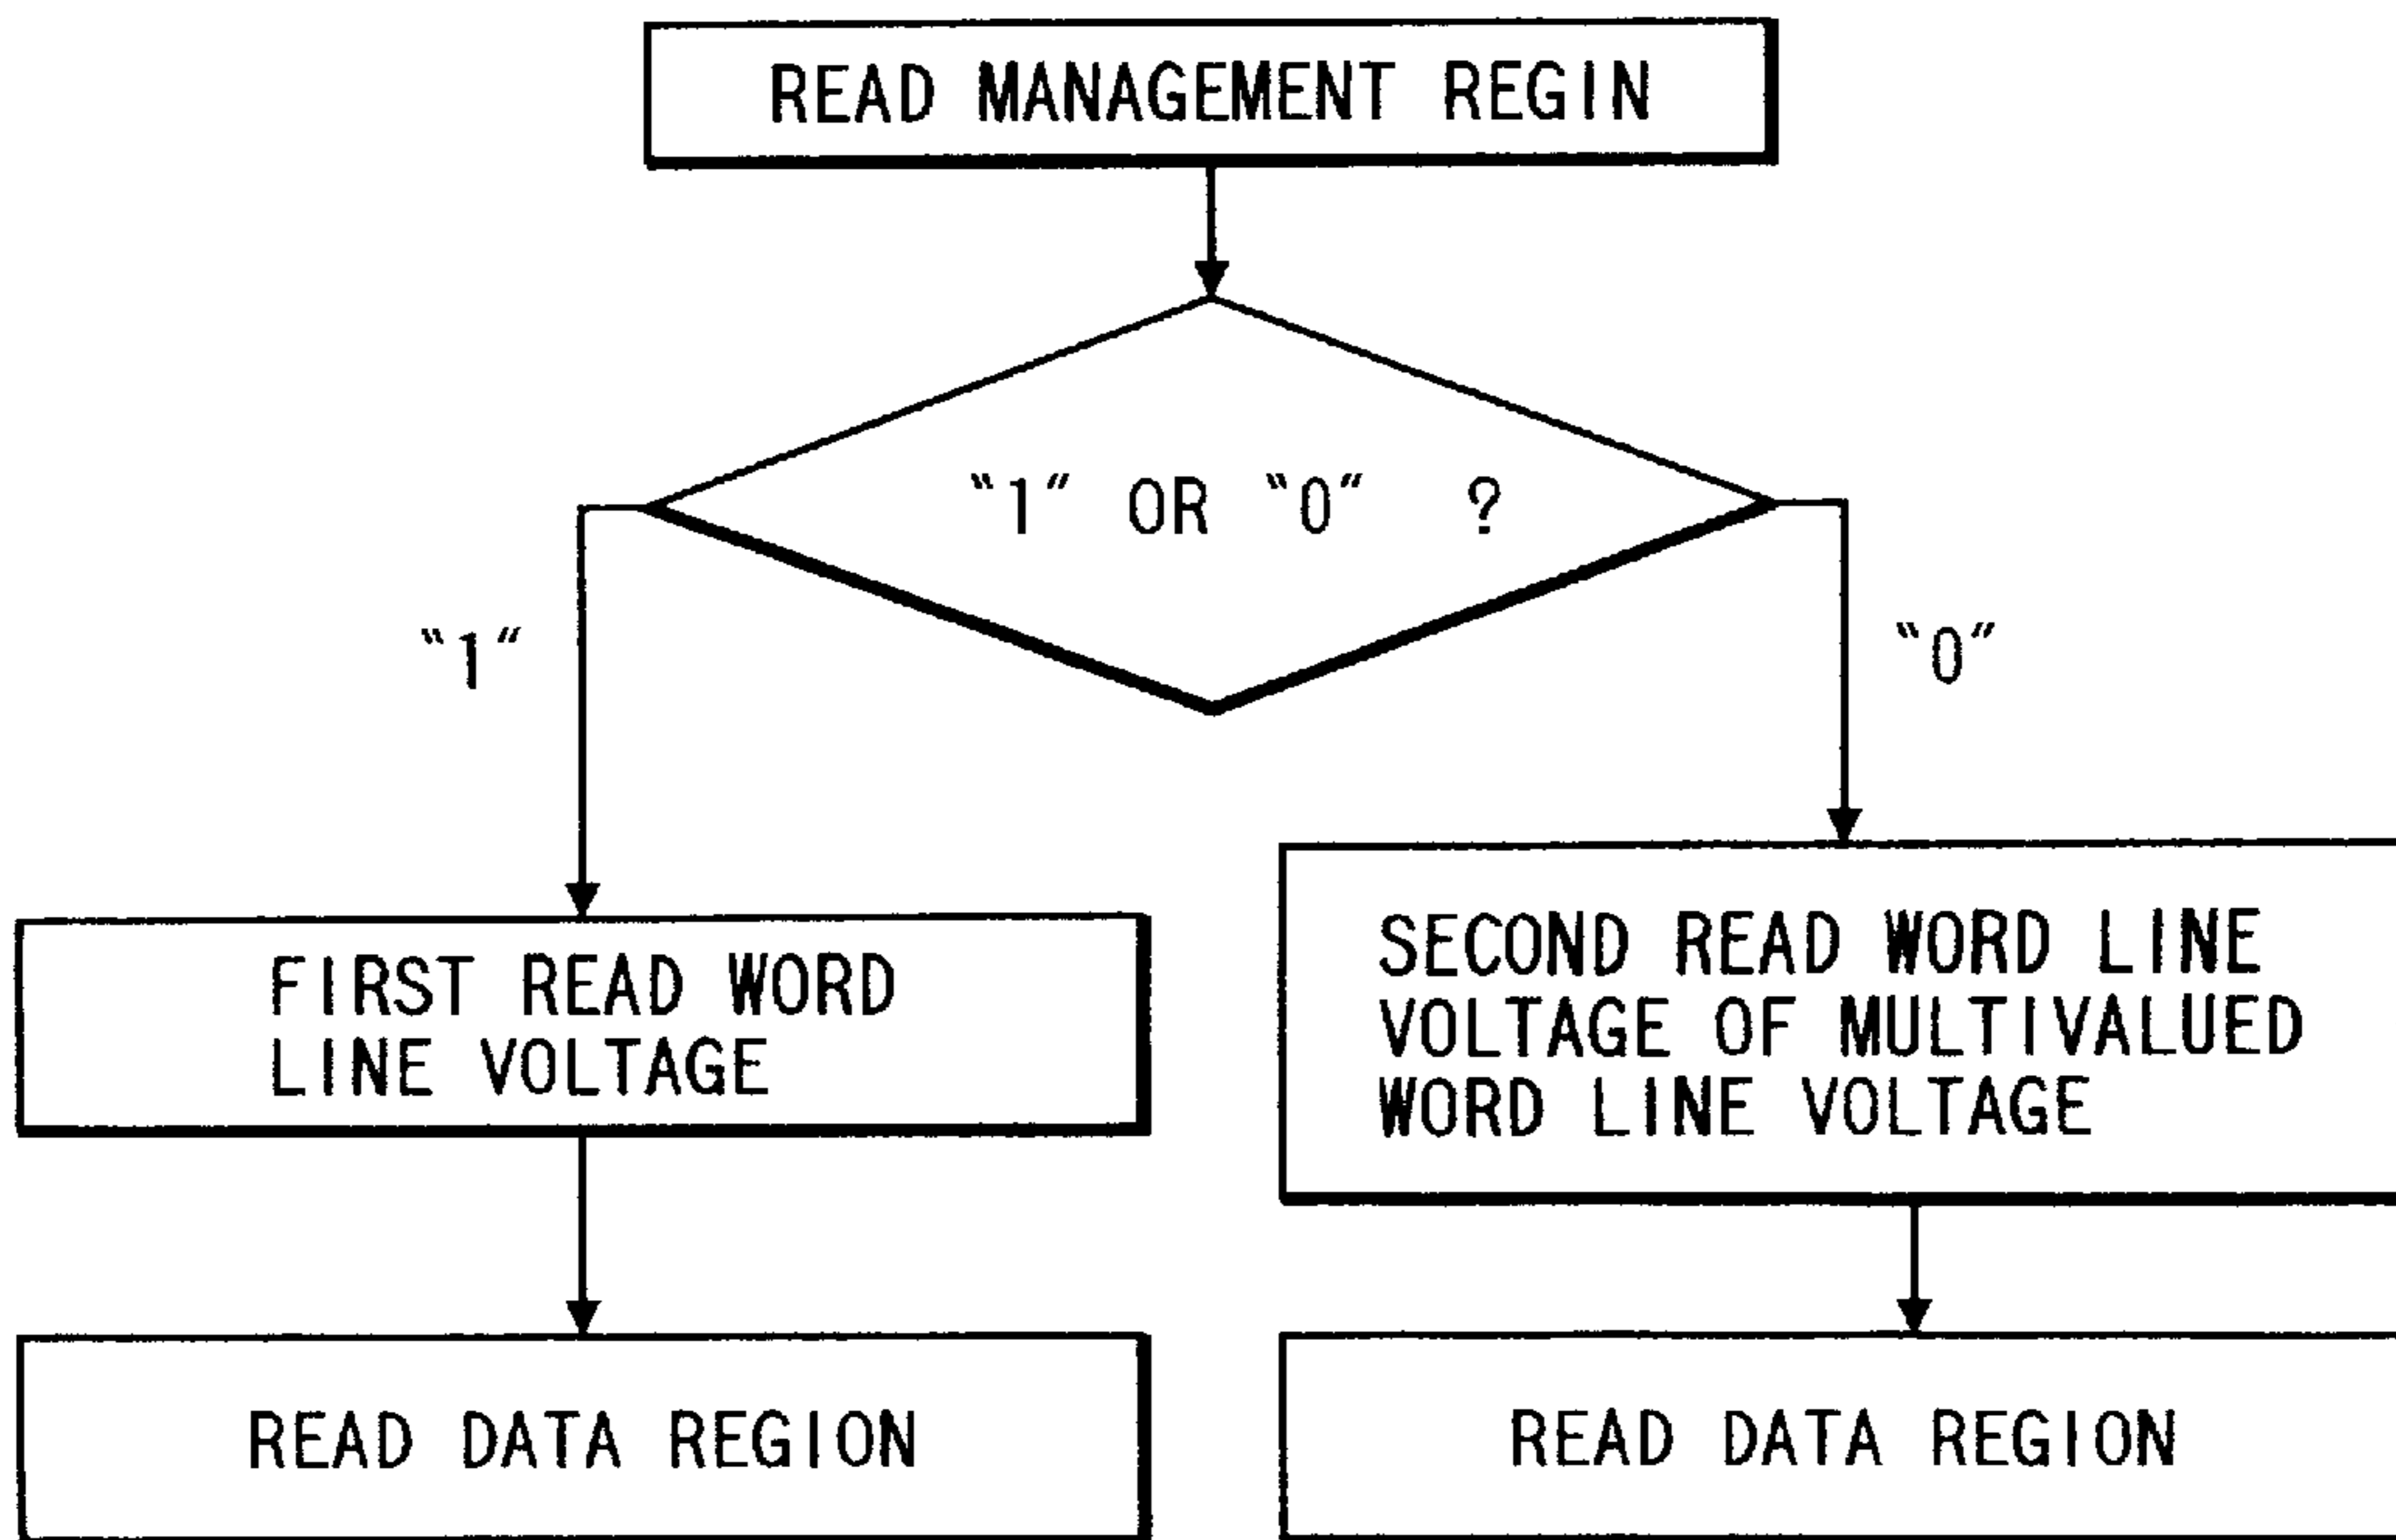 READ MANAGEMENT REGIN
"1" OR "0" ?
"1"
"0"
FIRST READ WORD
LINE VOLTAGE
SECOND READ WORD LINE
VOLTAGE OF MULTIVALUED
WORD LINE VOLTAGE
READ DATA REGION
READ DATA REGION